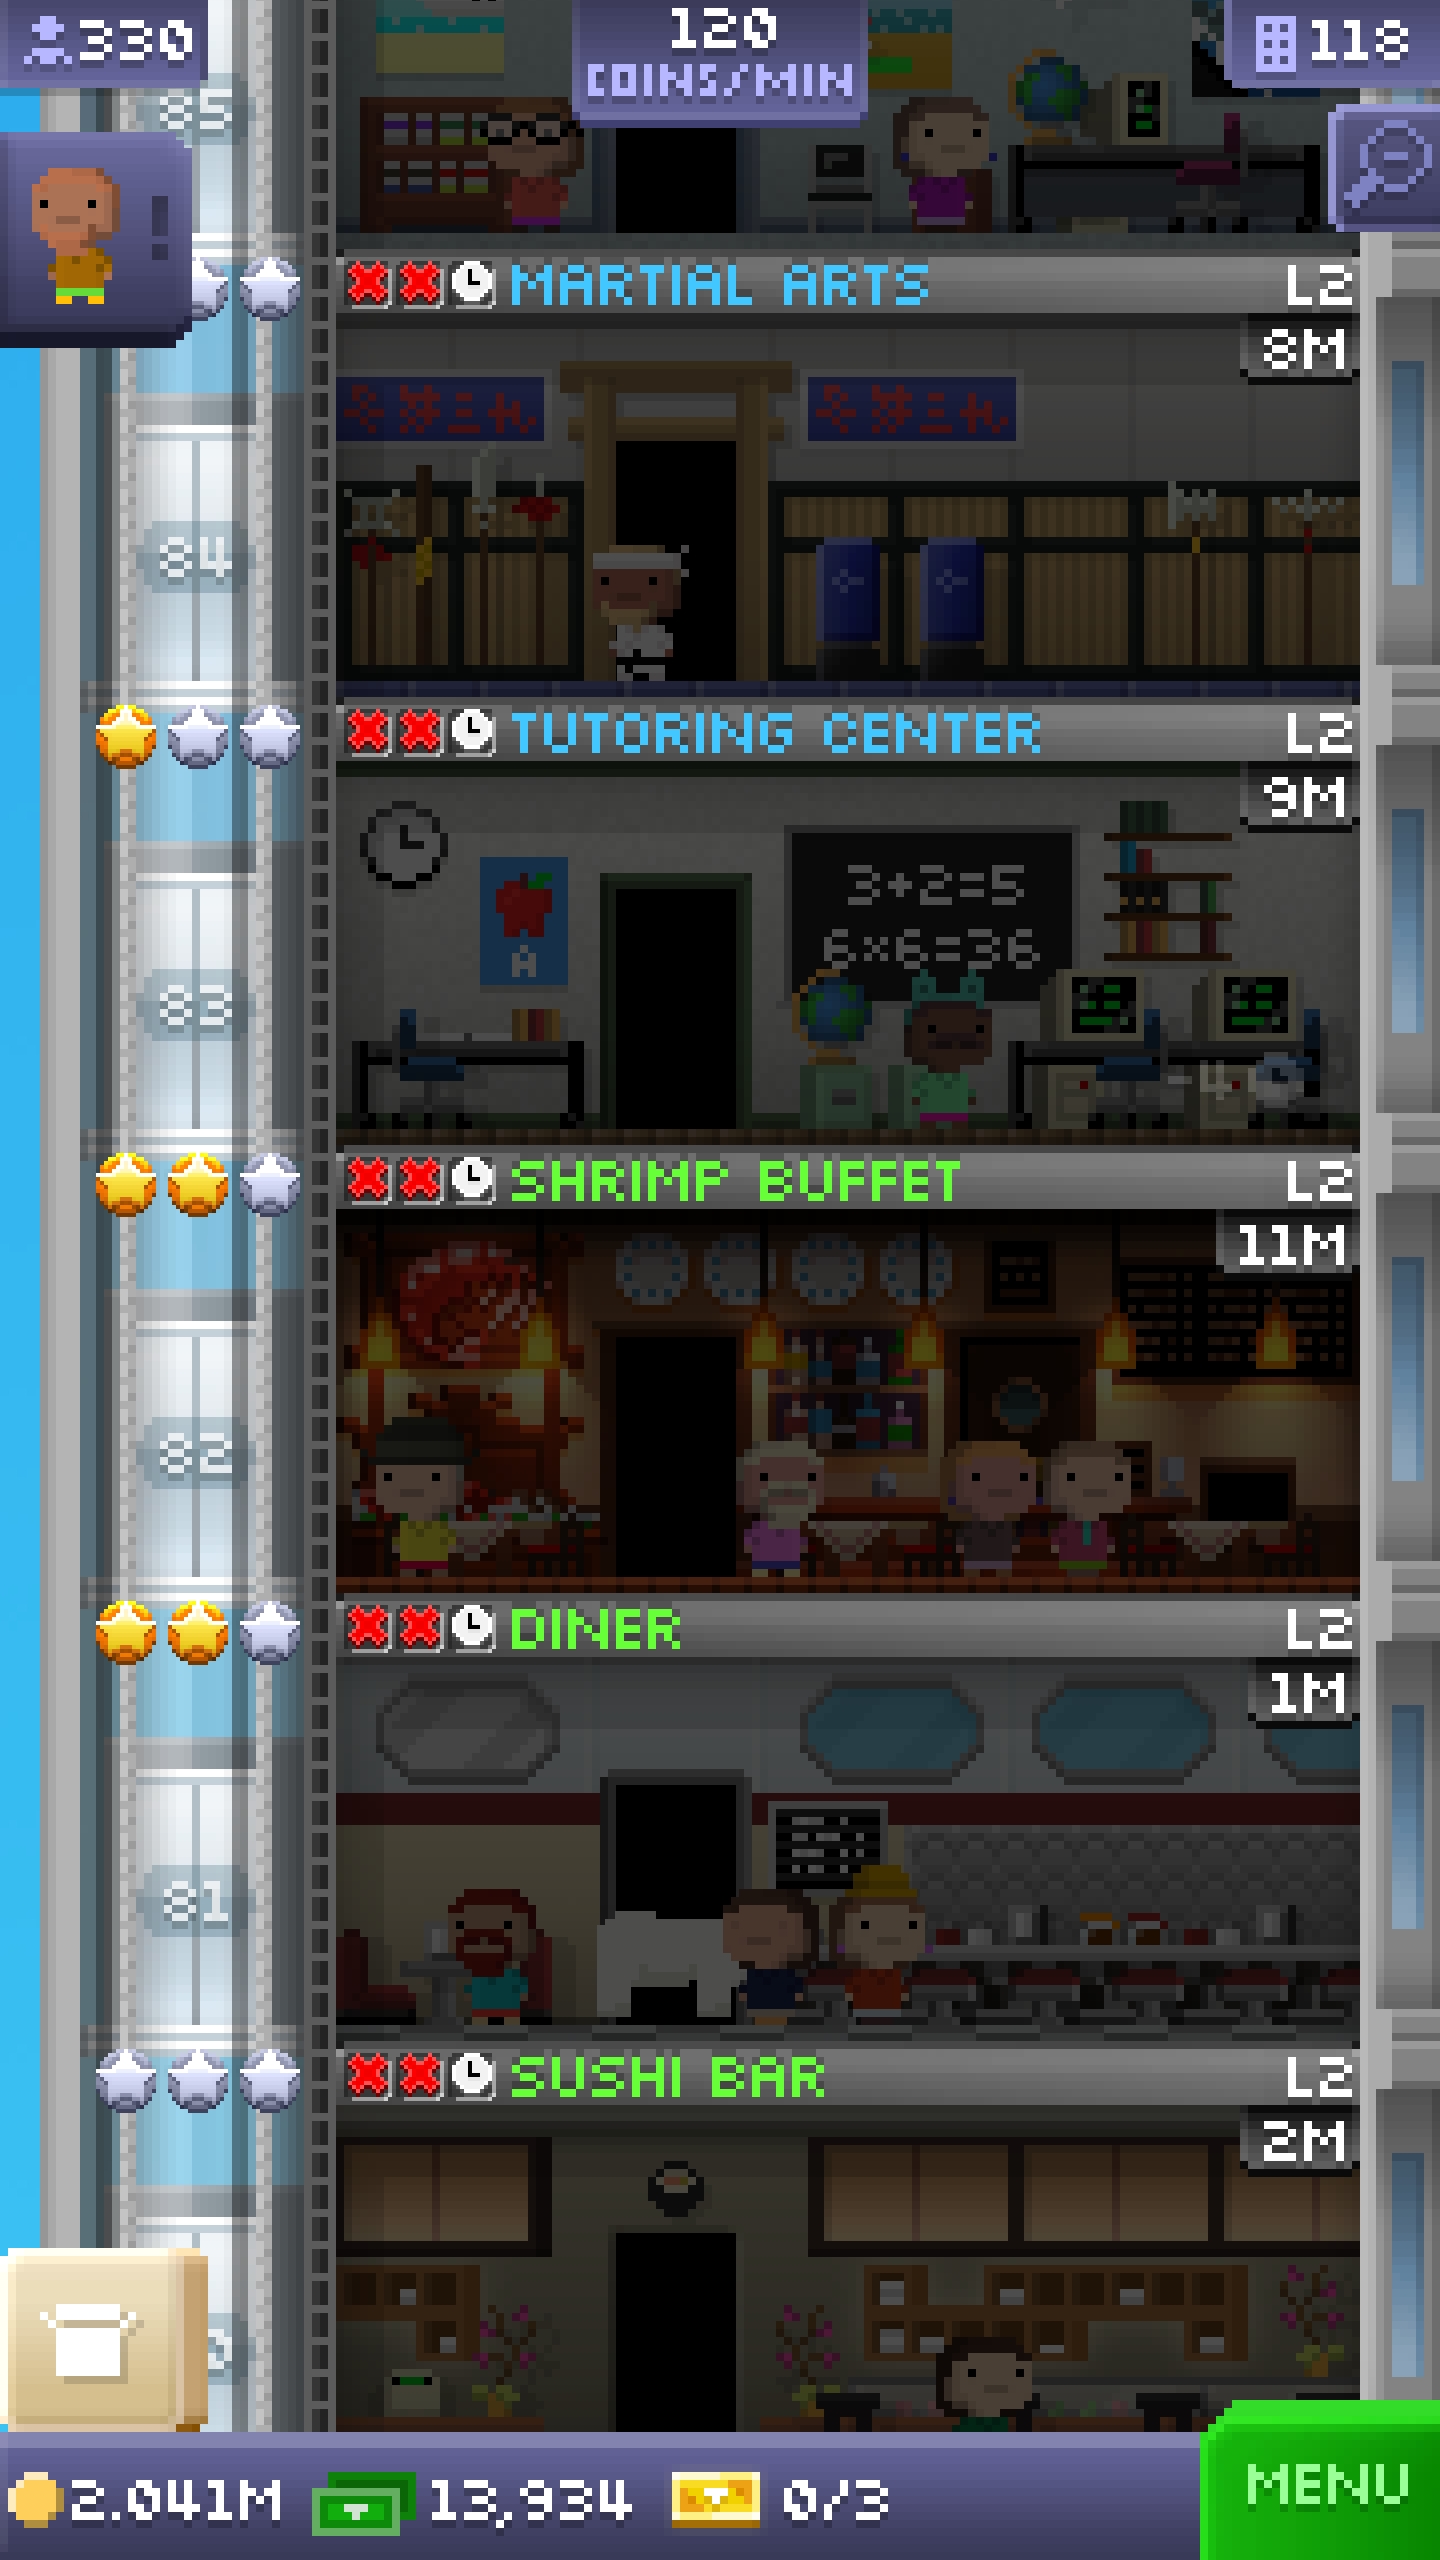 330
120
COINS/MIN
118
85
MARTIAL ARTS L2
8M
84
TUTORING CENTER L2
9M
3+2=5
6×6=36
A
83
SHRIMP BUFFET L2
11M
82
DINER L2
1M
81
SUSHI BAR L2
2M
2.041M 13,934 0/3
MENU